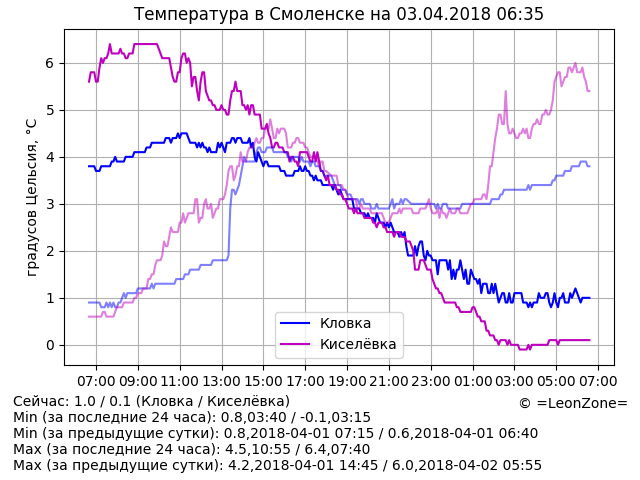 Температура в Смоленске на 03.04.2018 06:35
градусов Цельсия, °C
6
5
4
3
2
1
0
Кловка
Киселёвка
07:00 09:00 11:00 13:00 15:00 17:00 19:00 21:00 23:00 01:00 03:00 05:00 07:00
Сейчас: 1.0 / 0.1 (Кловка / Киселёвка)
© =LeonZone=
Min (за последние 24 часа): 0.8,03:40 / -0.1,03:15
Min (за предыдущие сутки): 0.8,2018-04-01 07:15 / 0.6,2018-04-01 06:40
Max (за последние 24 часа): 4.5,10:55 / 6.4,07:40
Max (за предыдущие сутки): 4.2,2018-04-01 14:45 / 6.0,2018-04-02 05:55